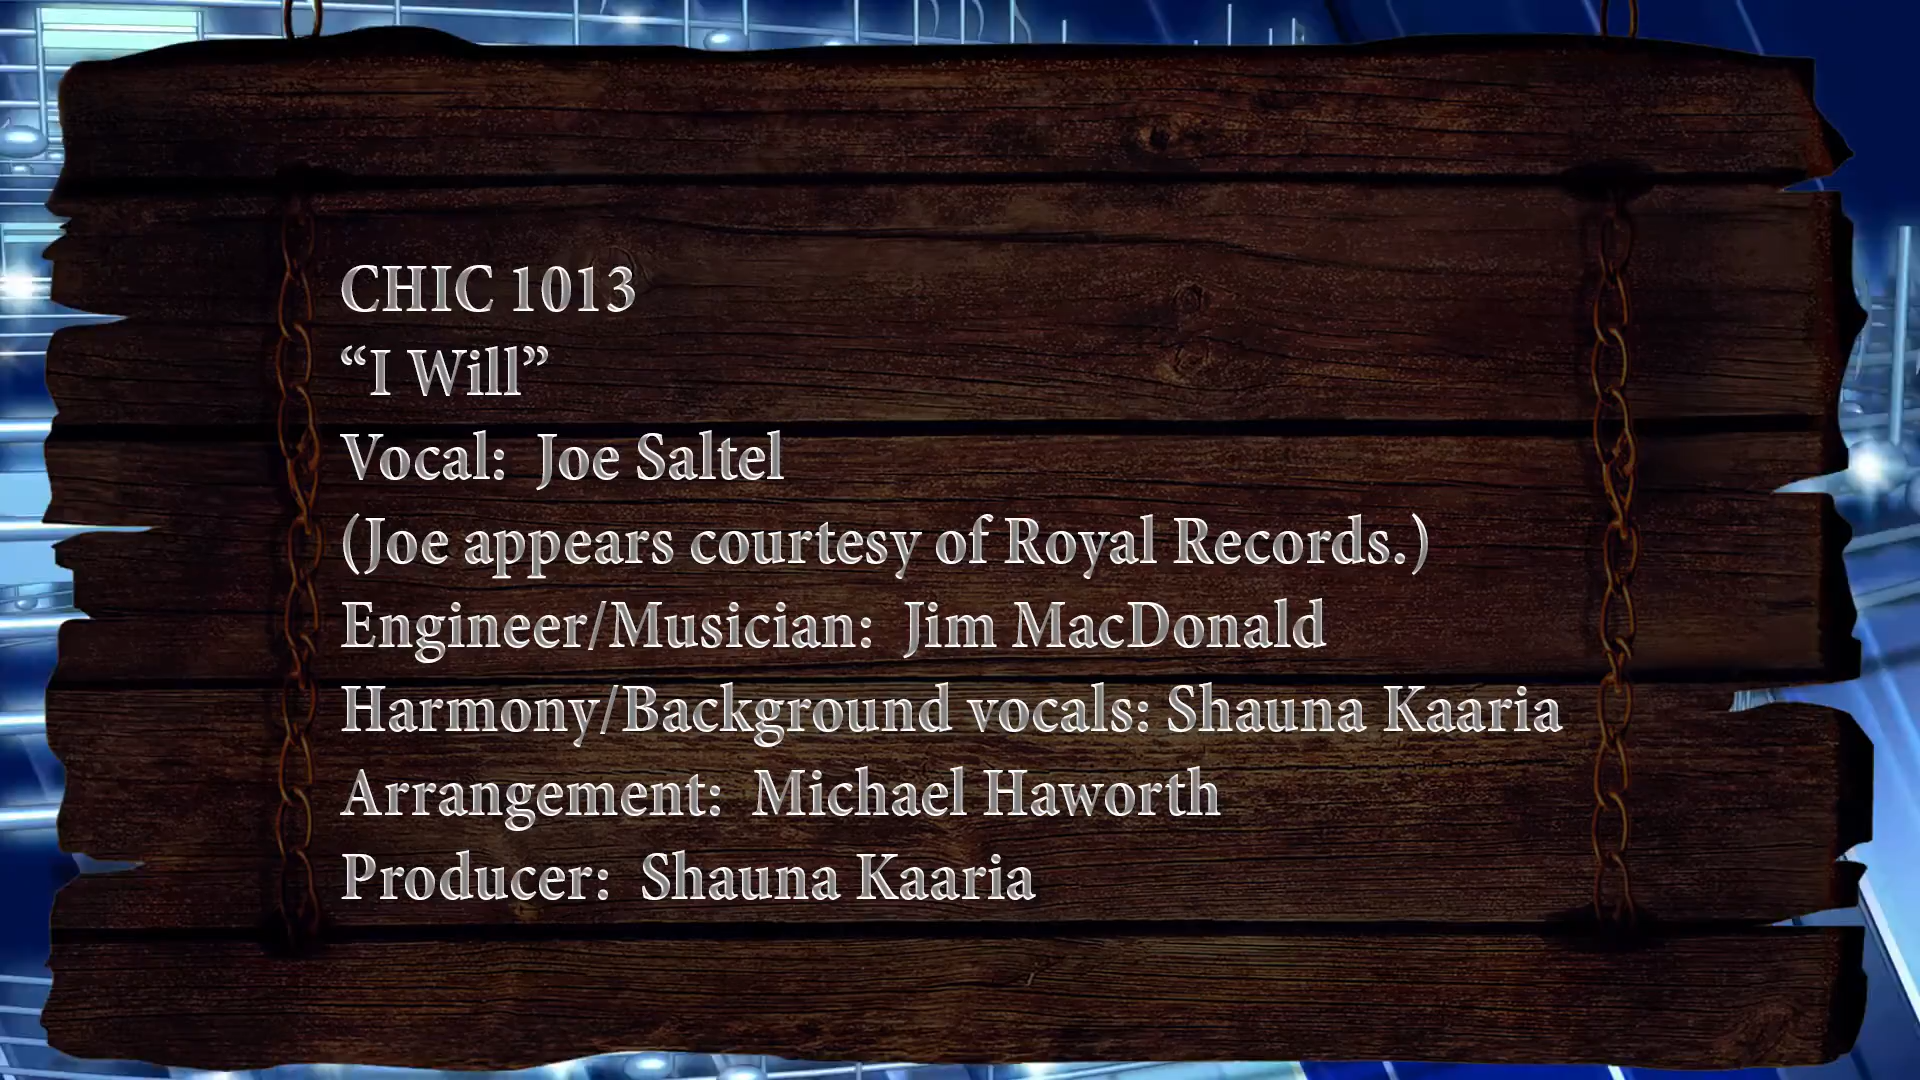 CHIC 1013
“I Will”
Vocal:  Joe Saltel
(Joe appears courtesy of Royal Records.)
Engineer/Musician:  Jim MacDonald
Harmony/Background vocals: Shauna Kaaria
Arrangement:  Michael Haworth
Producer:  Shauna Kaaria